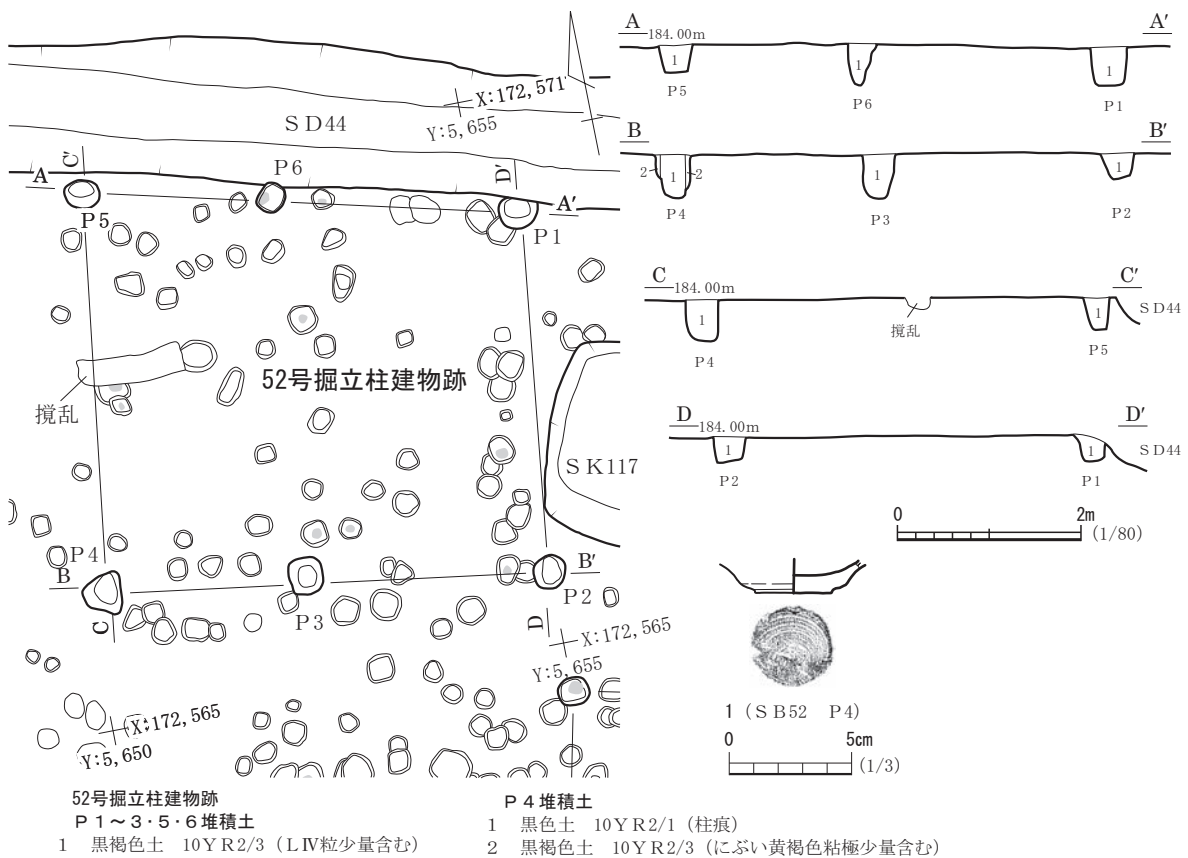 A 184.00m A′
1 1 1
P5 P6 P1
B B′
2 1 2 1 1
P4 P3 P2
C 184.00m C′
1 1 SD44
P4 撹乱 P5
D 184.00m D′
1 1 SD44
P2 P1
0 2m
(1/80)
1 (SB52 P4)
0 5cm
(1/3)
X:172,571
Y:5,655
SD44
C′ P6 D′
A A′
P5 P1
52号掘立柱建物跡
撹乱
SK117
P4
B B′
P3 P2
C D
X:172,565
Y:5,655
X:172,565
Y:5,650
52号掘立柱建物跡
P1~3・5・6堆積土
1 黒褐色土 10YR2/3(LⅣ粒少量含む)
P4堆積土
1 黒色土 10YR2/1(柱痕)
2 黒褐色土 10YR2/3(にぶい黄褐色粘極少量含む)